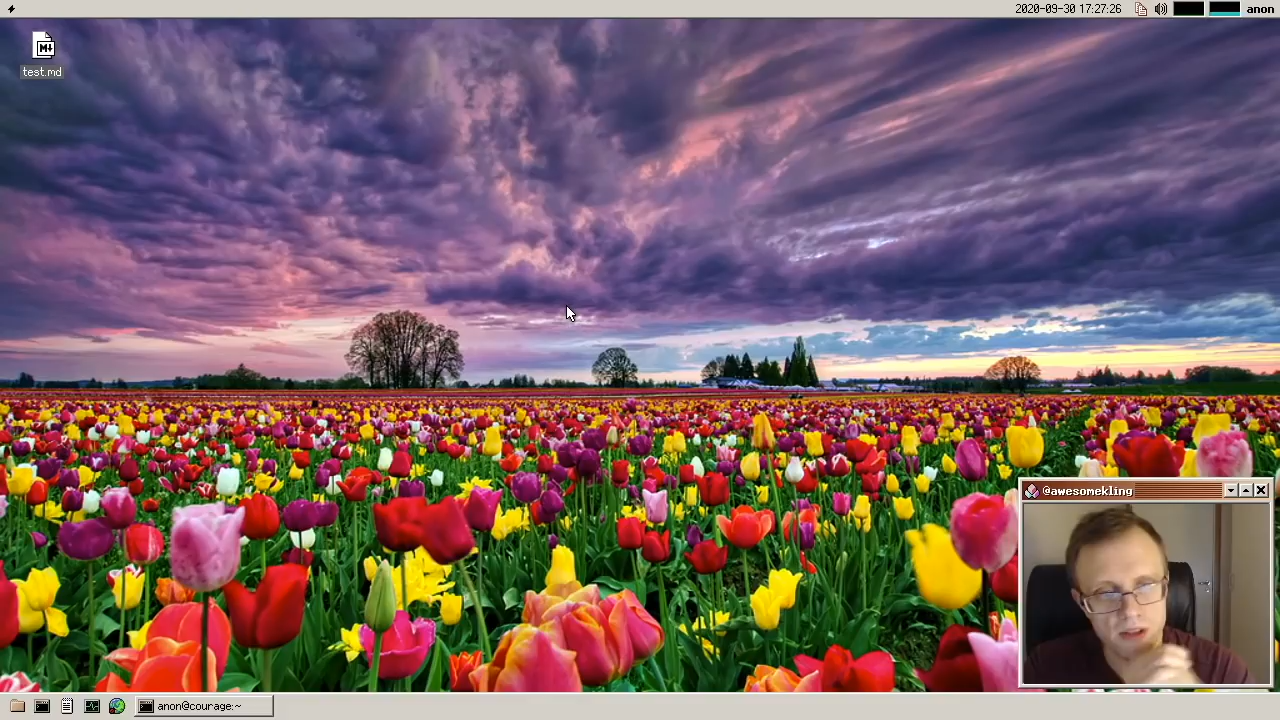 2020-09-30 17:27:26
anon
test.md
@awesomekling
anon@courage:~